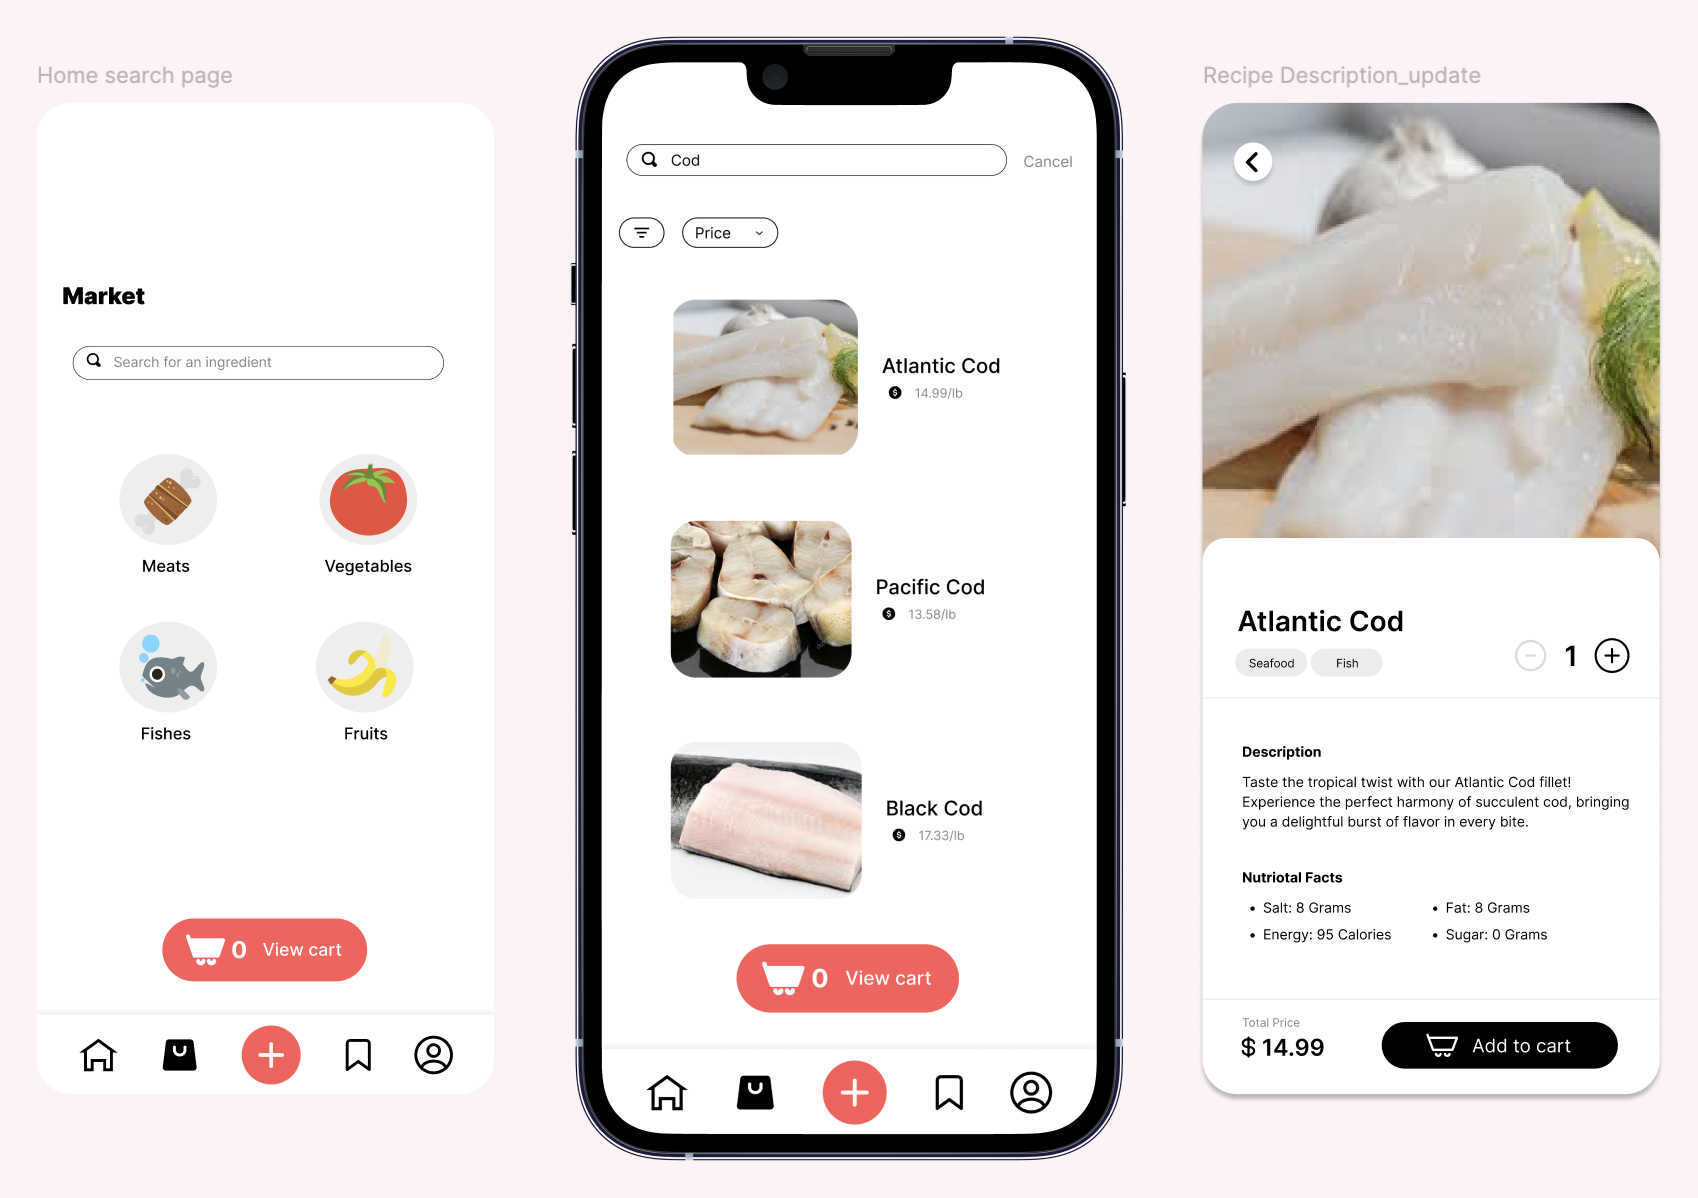 Home search page
Market
Search for an ingredient
Meats
Vegetables
Fishes
Fruits
0 View cart
Cod
Cancel
Price
Atlantic Cod
$ 14.99/lb
Pacific Cod
$ 13.58/lb
Black Cod
$ 17.33/lb
0 View cart
Recipe Description_update
Atlantic Cod
Seafood
Fish
1
Description
Taste the tropical twist with our Atlantic Cod fillet!
Experience the perfect harmony of succulent cod, bringing
you a delightful burst of flavor in every bite.
Nutriotal Facts
• Salt: 8 Grams
• Fat: 8 Grams
• Energy: 95 Calories
• Sugar: 0 Grams
Total Price
$ 14.99
Add to cart